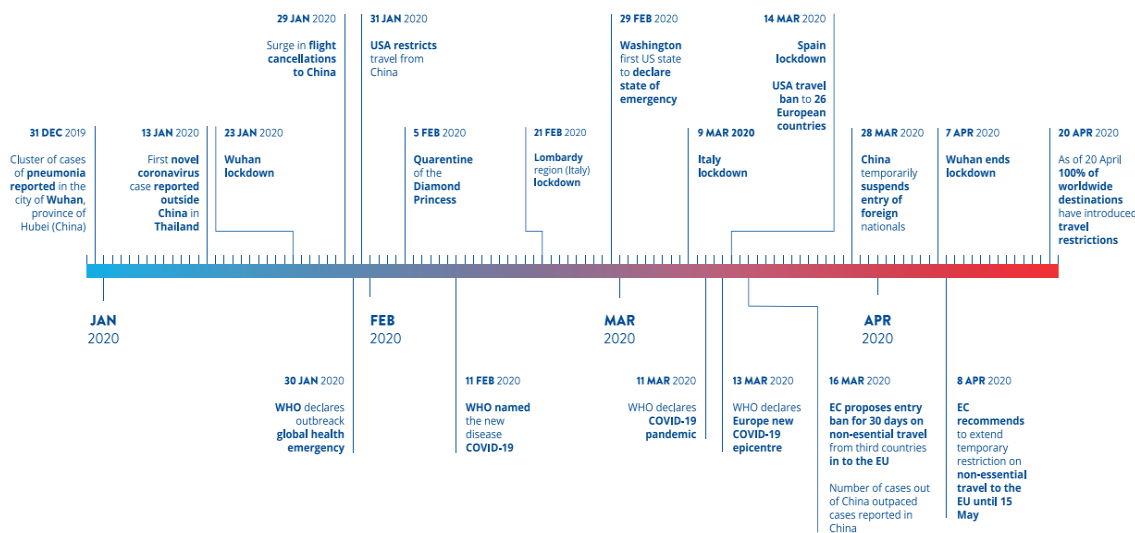 29 JAN 2020
Surge in flight
cancellations
to China
31 JAN 2020
USA restricts
travel from
China
29 FEB 2020
Washington
first US state
to declare
state of
emergency
14 MAR 2020
Spain
lockdown
USA travel
ban to 26
European
countries
31 DEC 2019
Cluster of cases
of pneumonia
reported in the
city of Wuhan,
province of
Hubei (China)
13 JAN 2020
First novel
coronavirus
case reported
outside
China in
Thailand
23 JAN 2020
Wuhan
lockdown
5 FEB 2020
Quarentine
of the
Diamond
Princess
21 FEB 2020
Lombardy
region (Italy)
lockdown
9 MAR 2020
Italy
lockdown
28 MAR 2020
China
temporarily
suspends
entry of
foreign
nationals
7 APR 2020
Wuhan ends
lockdown
20 APR 2020
As of 20 April
100% of
worldwide
destinations
have introduced
travel
restrictions
JAN
2020
FEB
2020
MAR
2020
APR
2020
30 JAN 2020
WHO declares
outbreack
global health
emergency
11 FEB 2020
WHO named
the new
disease
COVID-19
11 MAR 2020
WHO declares
COVID-19
pandemic
13 MAR 2020
WHO declares
Europe new
COVID-19
epicentre
16 MAR 2020
EC proposes entry
ban for 30 days on
non-esential travel
from third countries
in to the EU
Number of cases out
of China outpaced
cases reported in
China
8 APR 2020
EC
recommends
to extend
temporary
restriction on
non-essential
travel to the
EU until 15
May